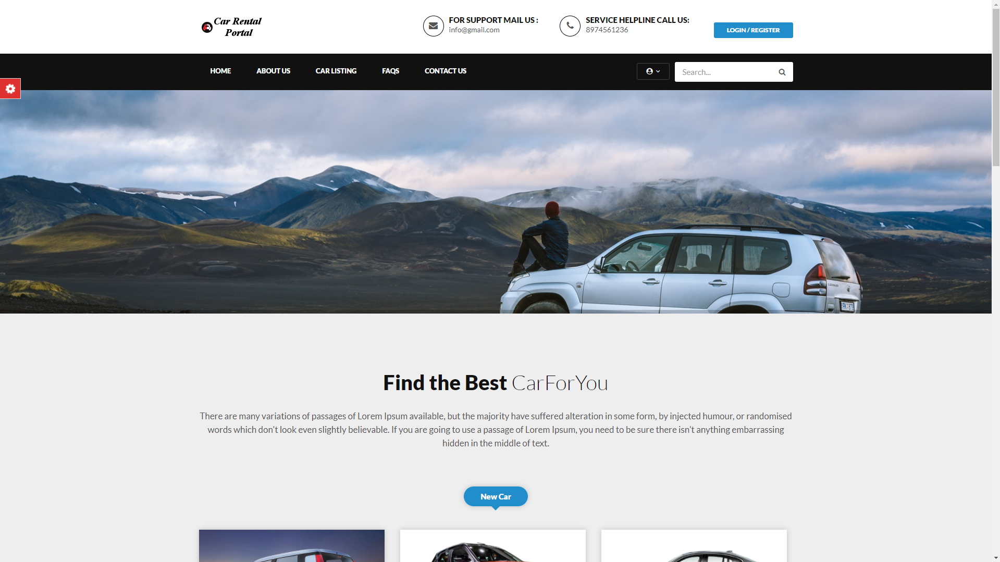 Car Rental
Portal
FOR SUPPORT MAIL US :
info@gmail.com
SERVICE HELPLINE CALL US:
8974561236
LOGIN / REGISTER
HOME
ABOUT US
CAR LISTING
FAQS
CONTACT US
Search...
Find the Best CarForYou
There are many variations of passages of Lorem Ipsum available, but the majority have suffered alteration in some form, by injected humour, or randomised
words which don't look even slightly believable. If you are going to use a passage of Lorem Ipsum, you need to be sure there isn't anything embarrassing
hidden in the middle of text.
New Car